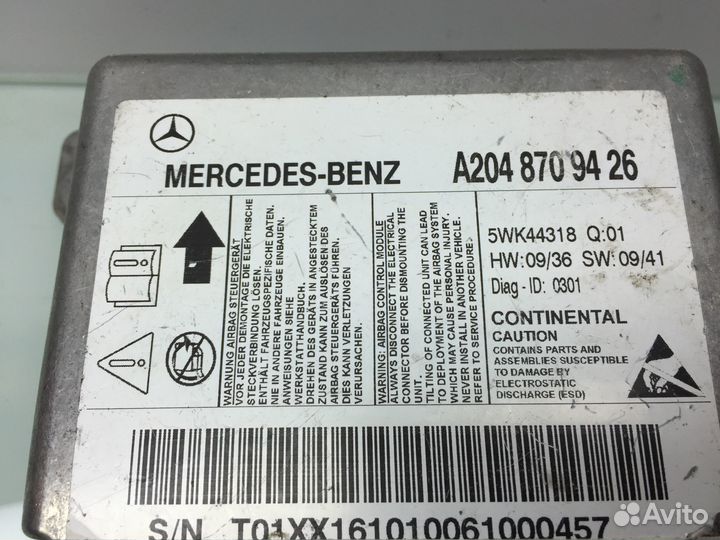 MERCEDES-BENZ
A204 870 94 26
WARNUNG AIRBAG STEUERGERÄT
VOR JEDER DEMONTAGE DIE ELEKTRISCHE
STECKVERBINDUNG LÖSEN.
ENTHÄLT FAHRZEUGSPEZIFISCHE DATEN.
NIE IN ANDERE FAHRZEUGE EINBAUEN.
ANWEISUNGEN SIEHE
WERKSTATTHANDBUCH.
DREHEN DES GERÄTS IN ANGESTECKTEM
ZUSTAND KANN ZUM AUSLÖSEN DES
AIRBAG STEUERGERÄTS FÜHREN.
DIES KANN VERLETZUNGEN
VERURSACHEN.
WARNING: AIRBAG CONTROL MODULE
ALWAYS DISCONNECT THE ELECTRICAL
CONNECTOR BEFORE DISMOUNTING THE
UNIT.
TILTING OF CONNECTED UNIT CAN LEAD
TO DEPLOYMENT OF THE AIRBAG SYSTEM
WHICH MAY CAUSE PERSONAL INJURY.
NEVER INSTALL IN ANOTHER VEHICLE.
REFER TO SERVICE PROCEDURE.
5WK44318 Q:01
HW:09/36 SW:09/41
Diag-ID: 0301
CONTINENTAL
CAUTION
CONTAINS PARTS AND
ASSEMBLIES SUSCEPTIBLE
TO DAMAGE BY
ELECTROSTATIC
DISCHARGE (ESD)
S/N T01XX161010061000457
Avito